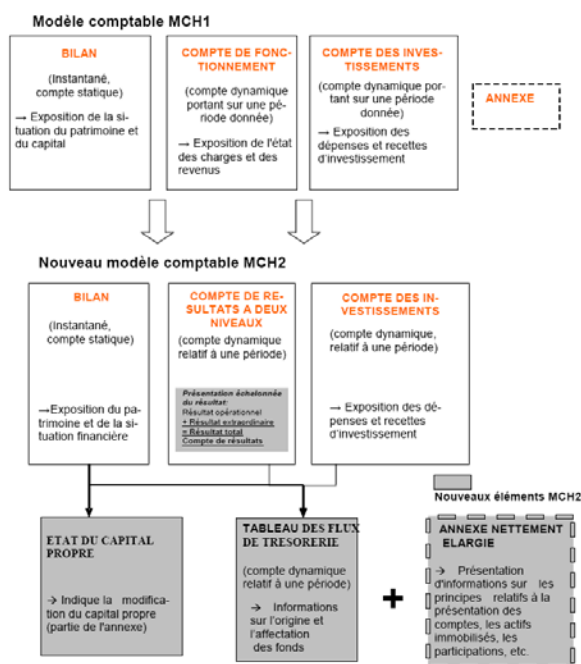 Modèle comptable MCH1
BILAN
(Instantané,
compte statique)
→ Exposition de la si-
tuation du patrimoine et
du capital
COMPTE DE FONC-
TIONNEMENT
(compte dynamique
portant sur une pé-
riode donnée)
→ Exposition de l'état
des charges et des
revenus
COMPTE DES INVES-
TISSEMENTS
(compte dynamique por-
tant sur une période
donnée)
→ Exposition des
dépenses et recettes
d'investissement
ANNEXE
Nouveau modèle comptable MCH2
BILAN
(Instantané,
compte statique)
→Exposition du pa-
trimoine et de la si-
tuation financière
COMPTE DE RE-
SULTATS A DEUX
NIVEAUX
(compte dynamique
relatif à une période)
Présentation échelonnée
du résultat:
Résultat opérationnel
+ Résultat extraordinaire
= Résultat total
Compte de résultats
COMPTE DES IN-
VESTISSEMENTS
(compte dynamique,
relatif à une période)
→ Exposition des dé-
penses et recettes
d'investissement
Nouveaux éléments MCH2
ETAT DU CAPITAL
PROPRE
→ Indique la modifica-
tion du capital propre
(partie de l'annexe)
TABLEAU DES FLUX
DE TRESORERIE
(compte dynamique
relatif à une période)
→ Informations
sur l'origine et
l'affectation
des fonds
+
ANNEXE NETTEMENT
ELARGIE
→ Présentation
d'informations sur les
principes relatifs à la
présentation des
comptes, les actifs
immobilisés, les
participations, etc.